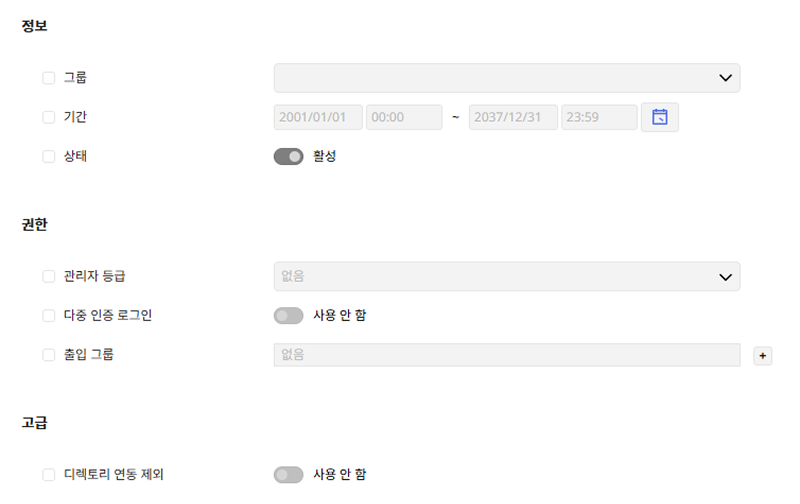 정보
그룹
기간 2001/01/01 00:00 ~ 2037/12/31 23:59
상태 활성
권한
관리자 등급 없음
다중 인증 로그인 사용 안 함
출입 그룹 없음 +
고급
디렉토리 연동 제외 사용 안 함